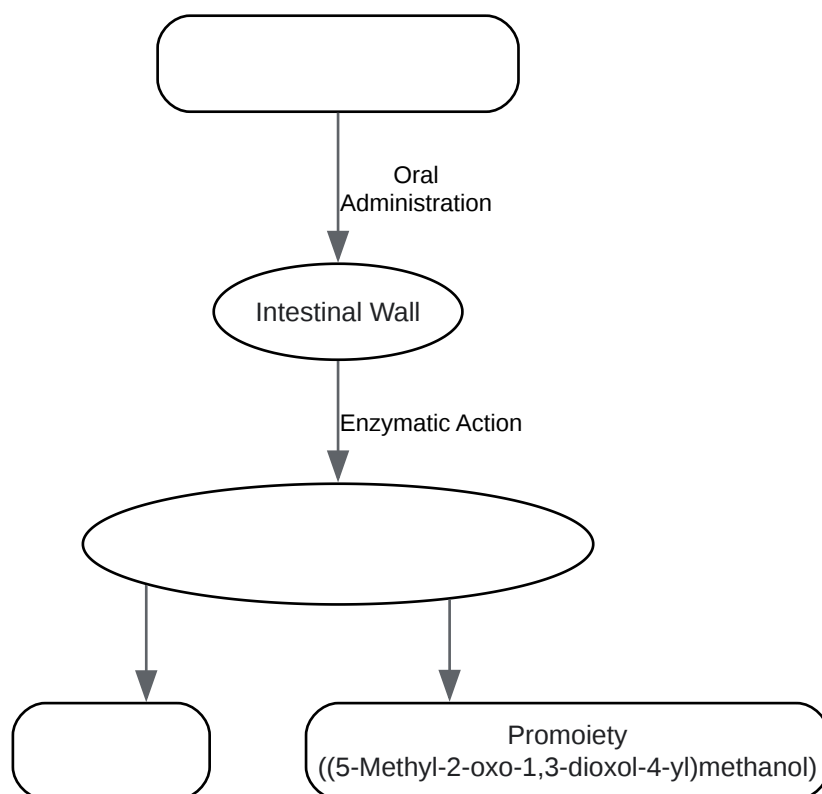 Oral
Administration
Intestinal Wall
Enzymatic Action
Promoiety
((5-Methyl-2-oxo-1,3-dioxol-4-yl)methanol)